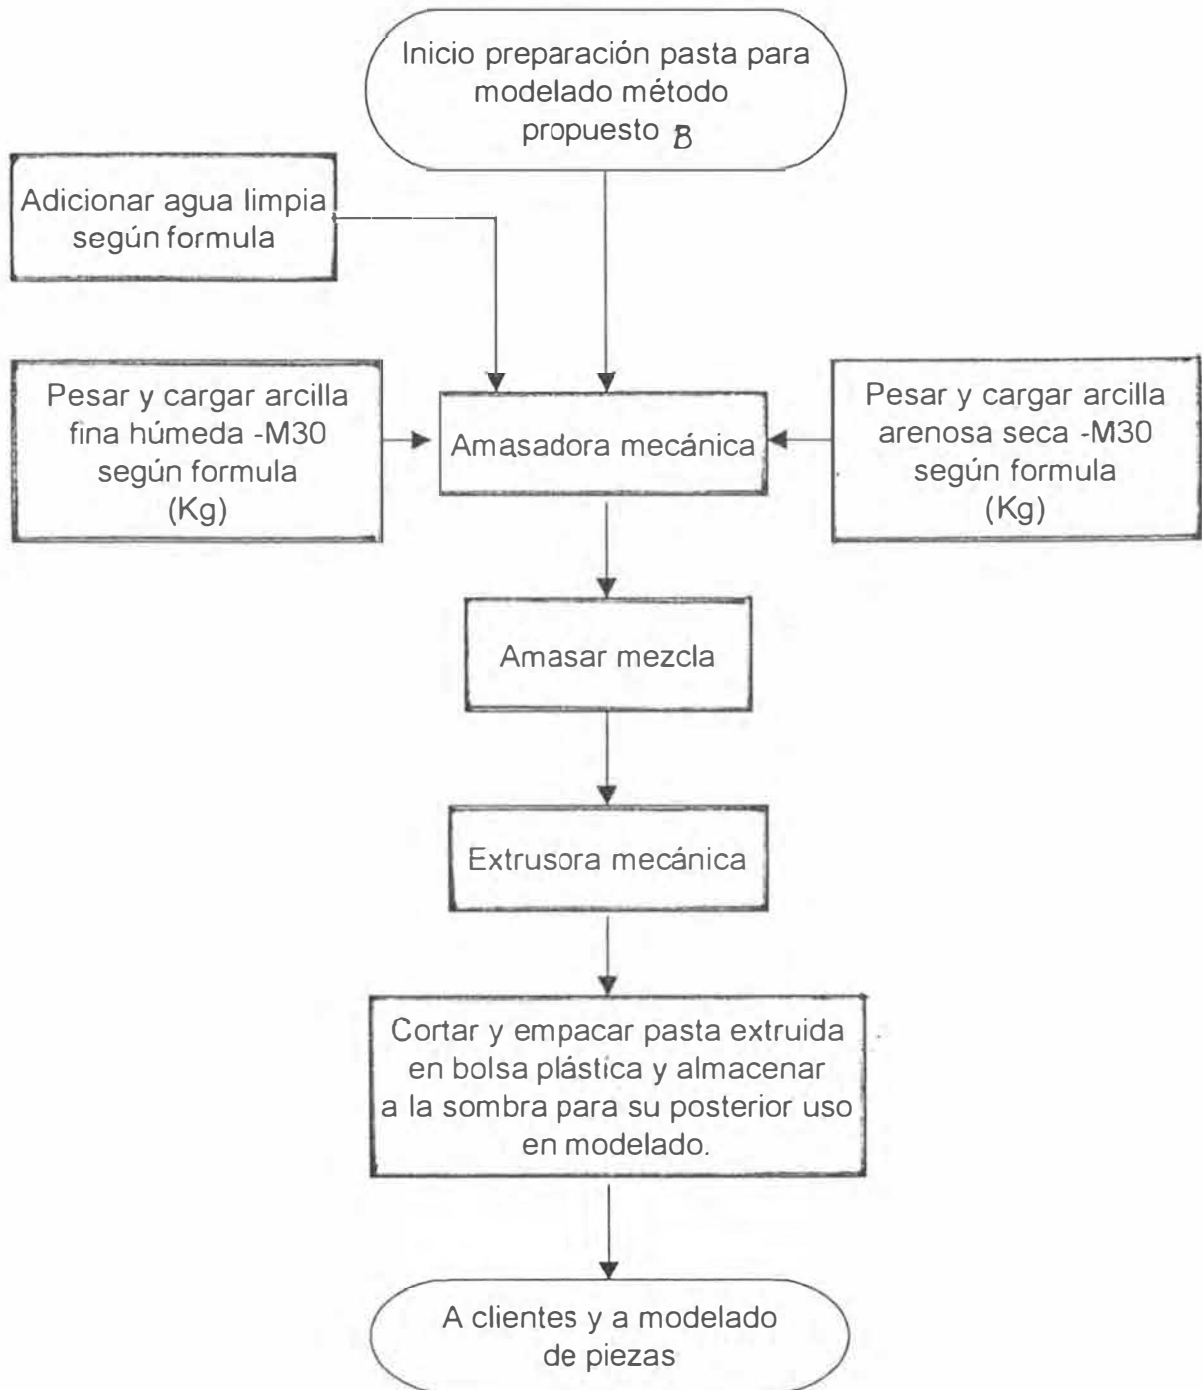 Inicio preparación pasta para
modelado método
propuesto B
Adicionar agua limpia
según formula
Pesar y cargar arcilla
fina húmeda -M30
según formula
(Kg)
Amasadora mecánica
Pesar y cargar arcilla
arenosa seca -M30
según formula
(Kg)
Amasar mezcla
Extrusora mecánica
Cortar y empacar pasta extruida
en bolsa plástica y almacenar
a la sombra para su posterior uso
en modelado.
A clientes y a modelado
de piezas